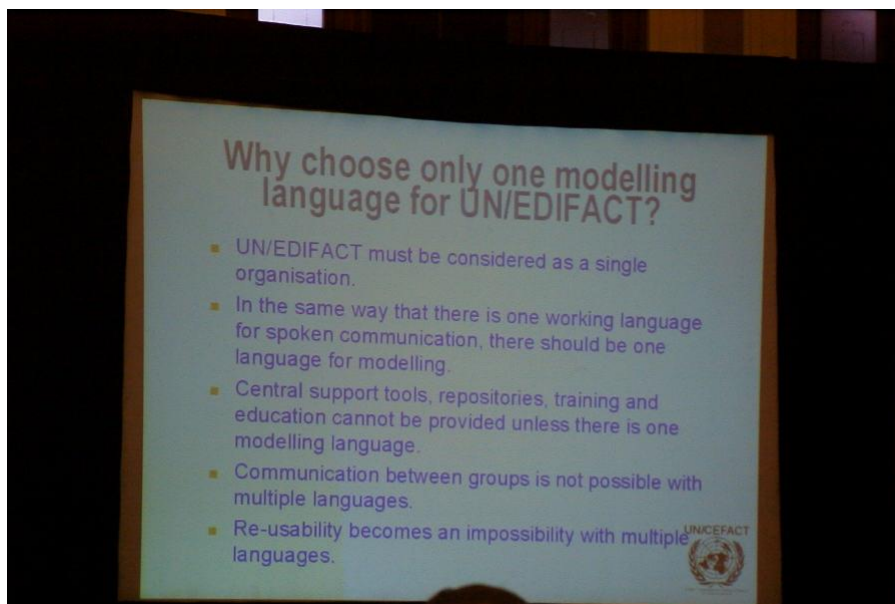 Why choose only one modelling
language for UN/EDIFACT?
UN/EDIFACT must be considered as a single
organisation.
In the same way that there is one working language
for spoken communication, there should be one
language for modelling.
Central support tools, repositories, training and
education cannot be provided unless there is one
modelling language.
Communication between groups is not possible with
multiple languages.
Re-usability becomes an impossibility with multiple
languages.
UN/CEFACT